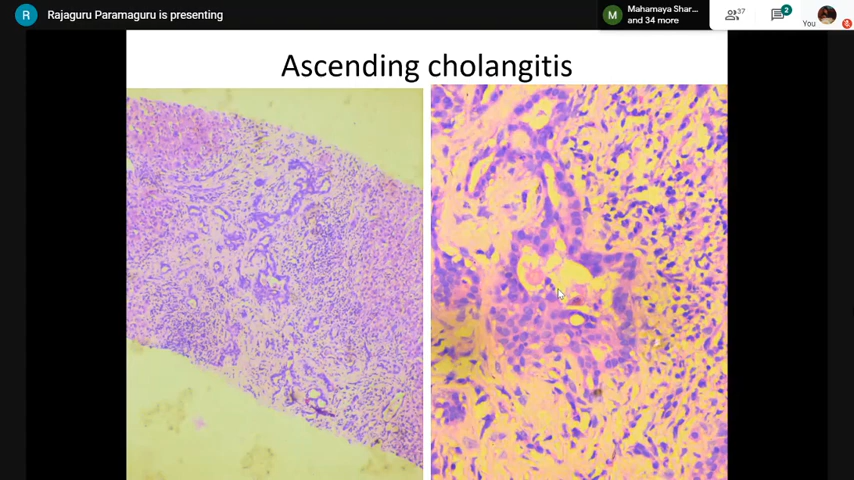 R
Rajaguru Paramaguru is presenting
M
Mahamaya Shar...
and 34 more
37
2
You
Ascending cholangitis